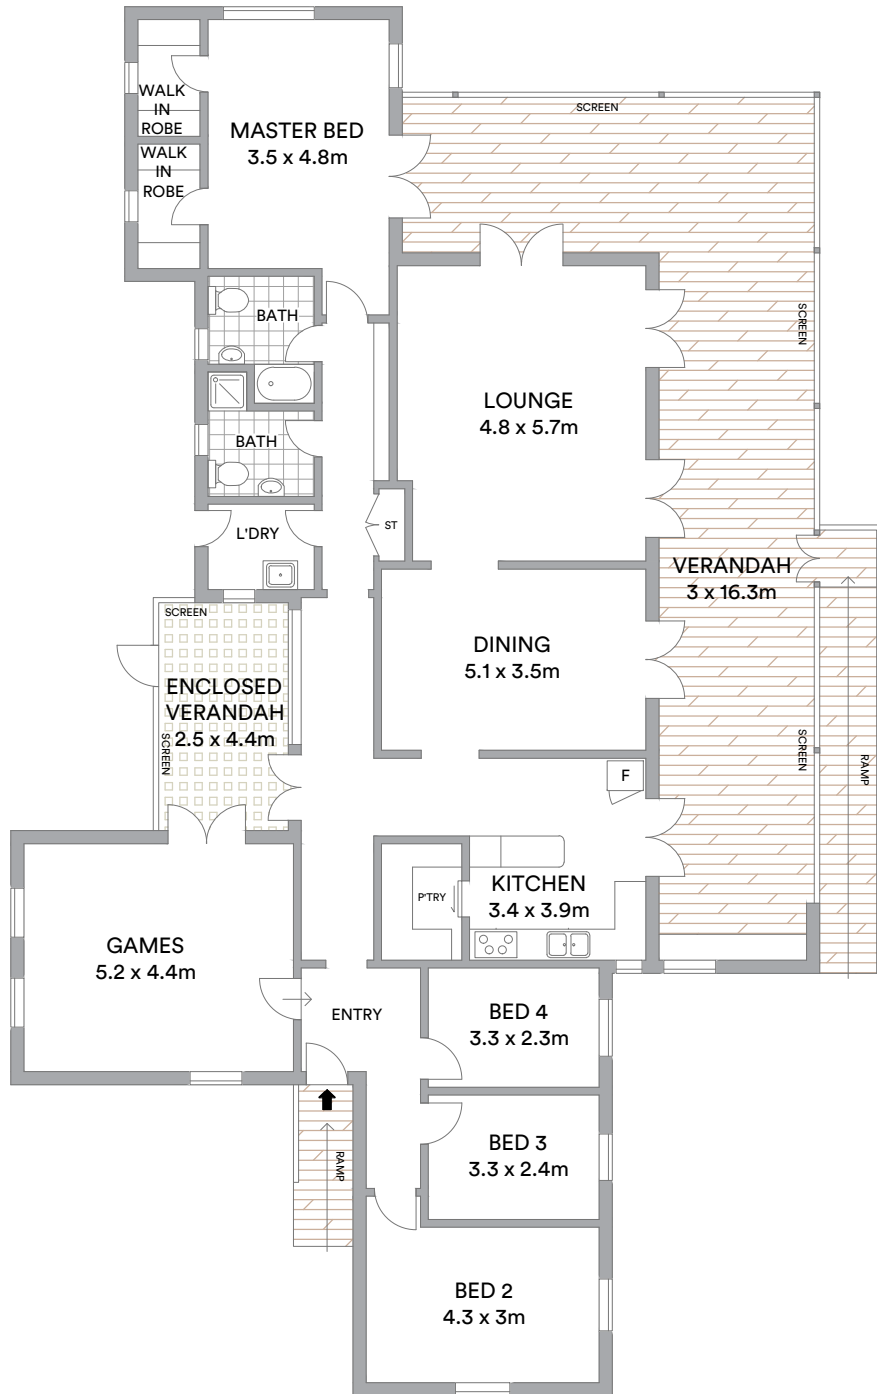 WALK
IN
ROBE
WALK
IN
ROBE
MASTER BED
3.5 x 4.8m
SCREEN
BATH
SCREEN
LOUNGE
4.8 x 5.7m
BATH
ST
L'DRY
VERANDAH
3 x 16.3m
SCREEN
DINING
5.1 x 3.5m
ENCLOSED
VERANDAH
2.5 x 4.4m
SCREEN
SCREEN
RAMP
F
KITCHEN
3.4 x 3.9m
P'TRY
GAMES
5.2 x 4.4m
ENTRY
BED 4
3.3 x 2.3m
BED 3
3.3 x 2.4m
RAMP
BED 2
4.3 x 3m